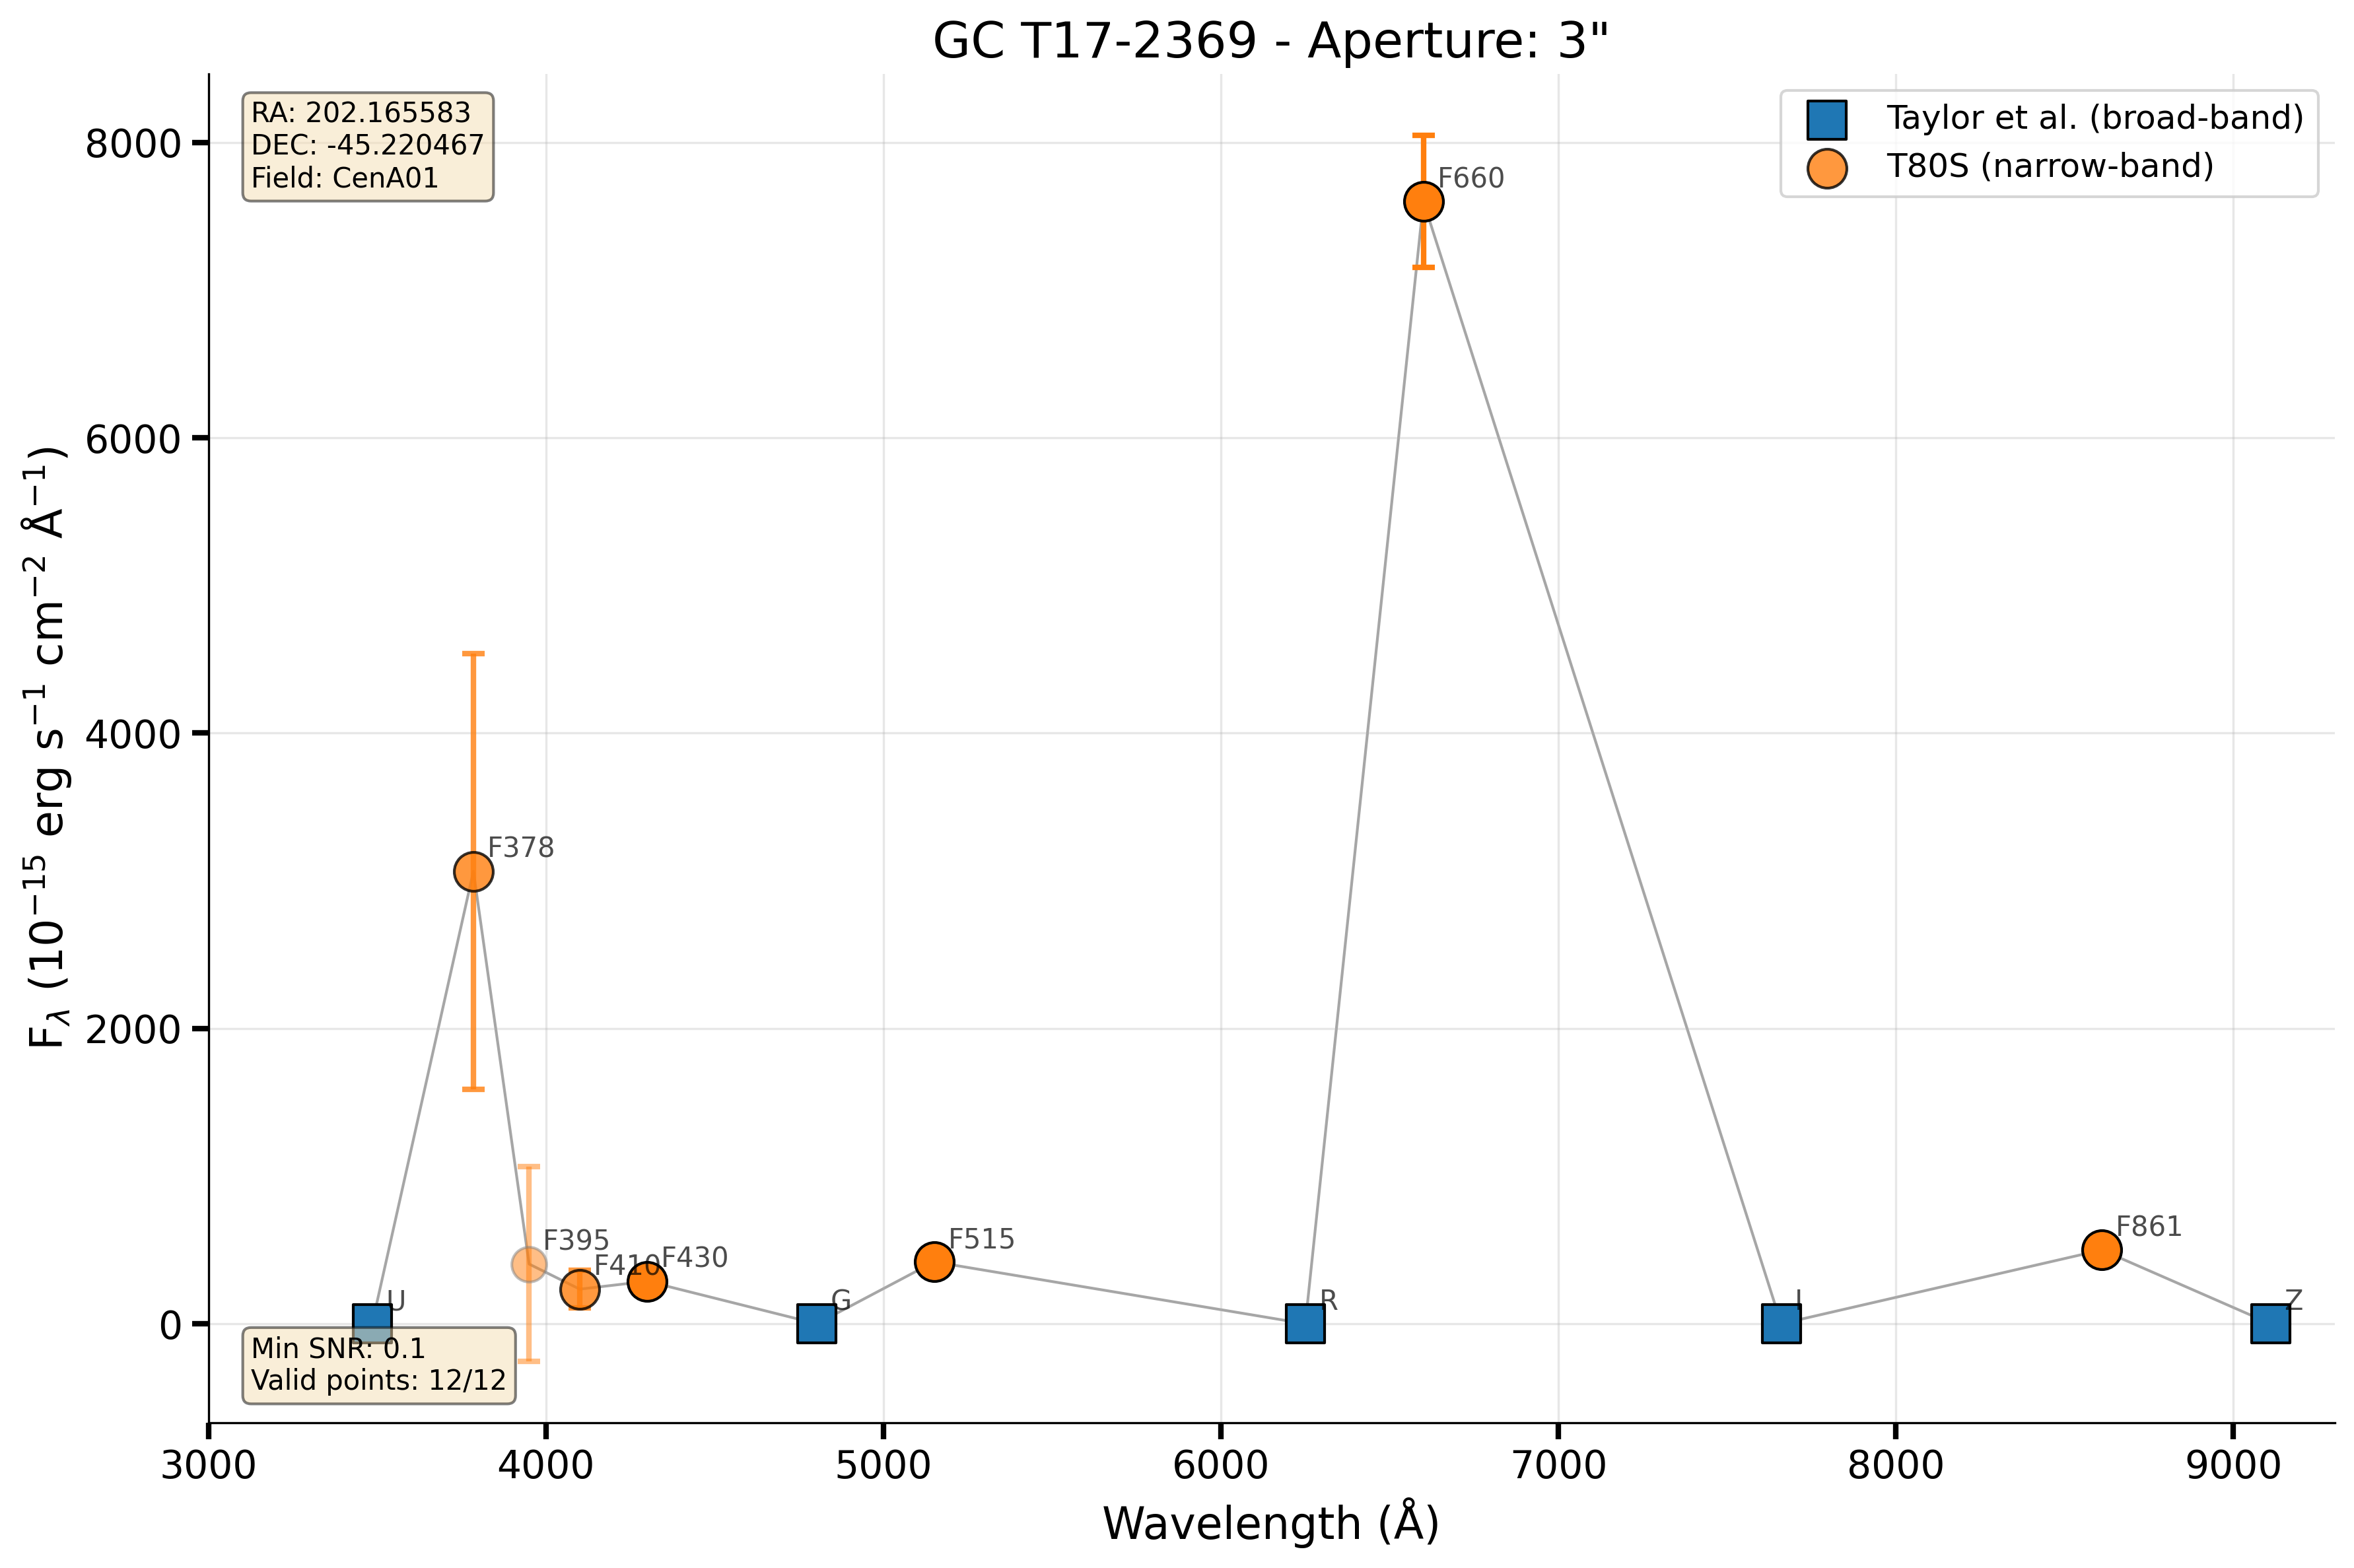 GC T17-2369 - Aperture: 3"
RA: 202.165583
DEC: -45.220467
Field: CenA01
Taylor et al. (broad-band)
T80S (narrow-band)
F660
F378
F395
F410
F430
F515
F861
U
G
R
I
Z
Min SNR: 0.1
Valid points: 12/12
8000
6000
4000
2000
0
F$_{λ}$ (10$^{−15}$ erg s$^{−1}$ cm$^{−2}$ Å$^{−1}$)
3000 4000 5000 6000 7000 8000 9000
Wavelength (Å)